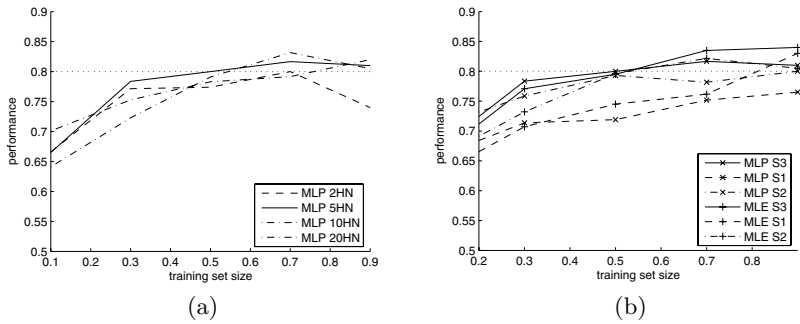 0.9
0.85
0.8
0.75
0.7
0.65
0.6
0.55
0.5
performance
0.1 0.2 0.3 0.4 0.5 0.6 0.7 0.8 0.9
training set size
MLP 2HN
MLP 5HN
MLP 10HN
MLP 20HN
(a)
0.9
0.85
0.8
0.75
0.7
0.65
0.6
0.55
0.5
performance
0.2 0.3 0.4 0.5 0.6 0.7 0.8
training set size
MLP S3
MLP S1
MLP S2
MLE S3
MLE S1
MLE S2
(b)